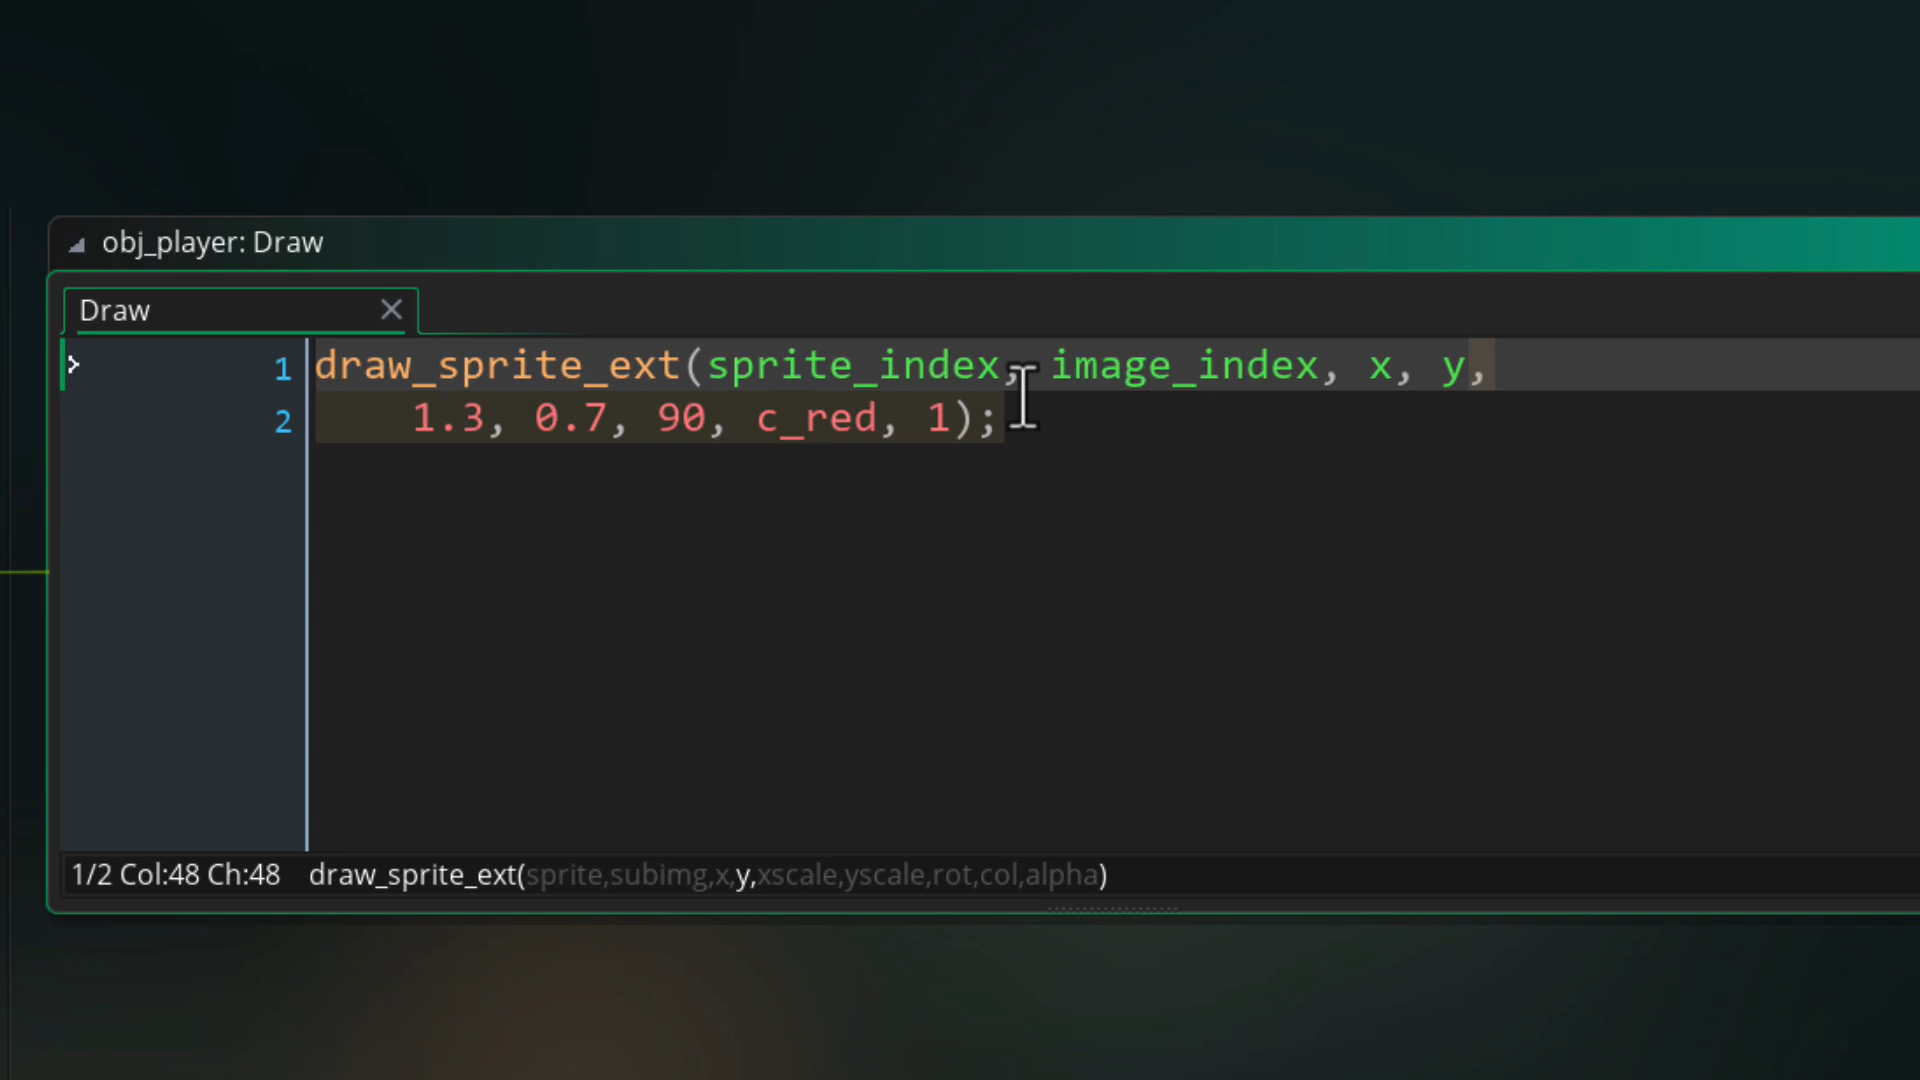 obj_player: Draw
Draw
1 draw_sprite_ext(sprite_index, image_index, x, y,
2 1.3, 0.7, 90, c_red, 1);
1/2 Col:48 Ch:48 draw_sprite_ext(sprite,subimg,x,y,xscale,yscale,rot,col,alpha)